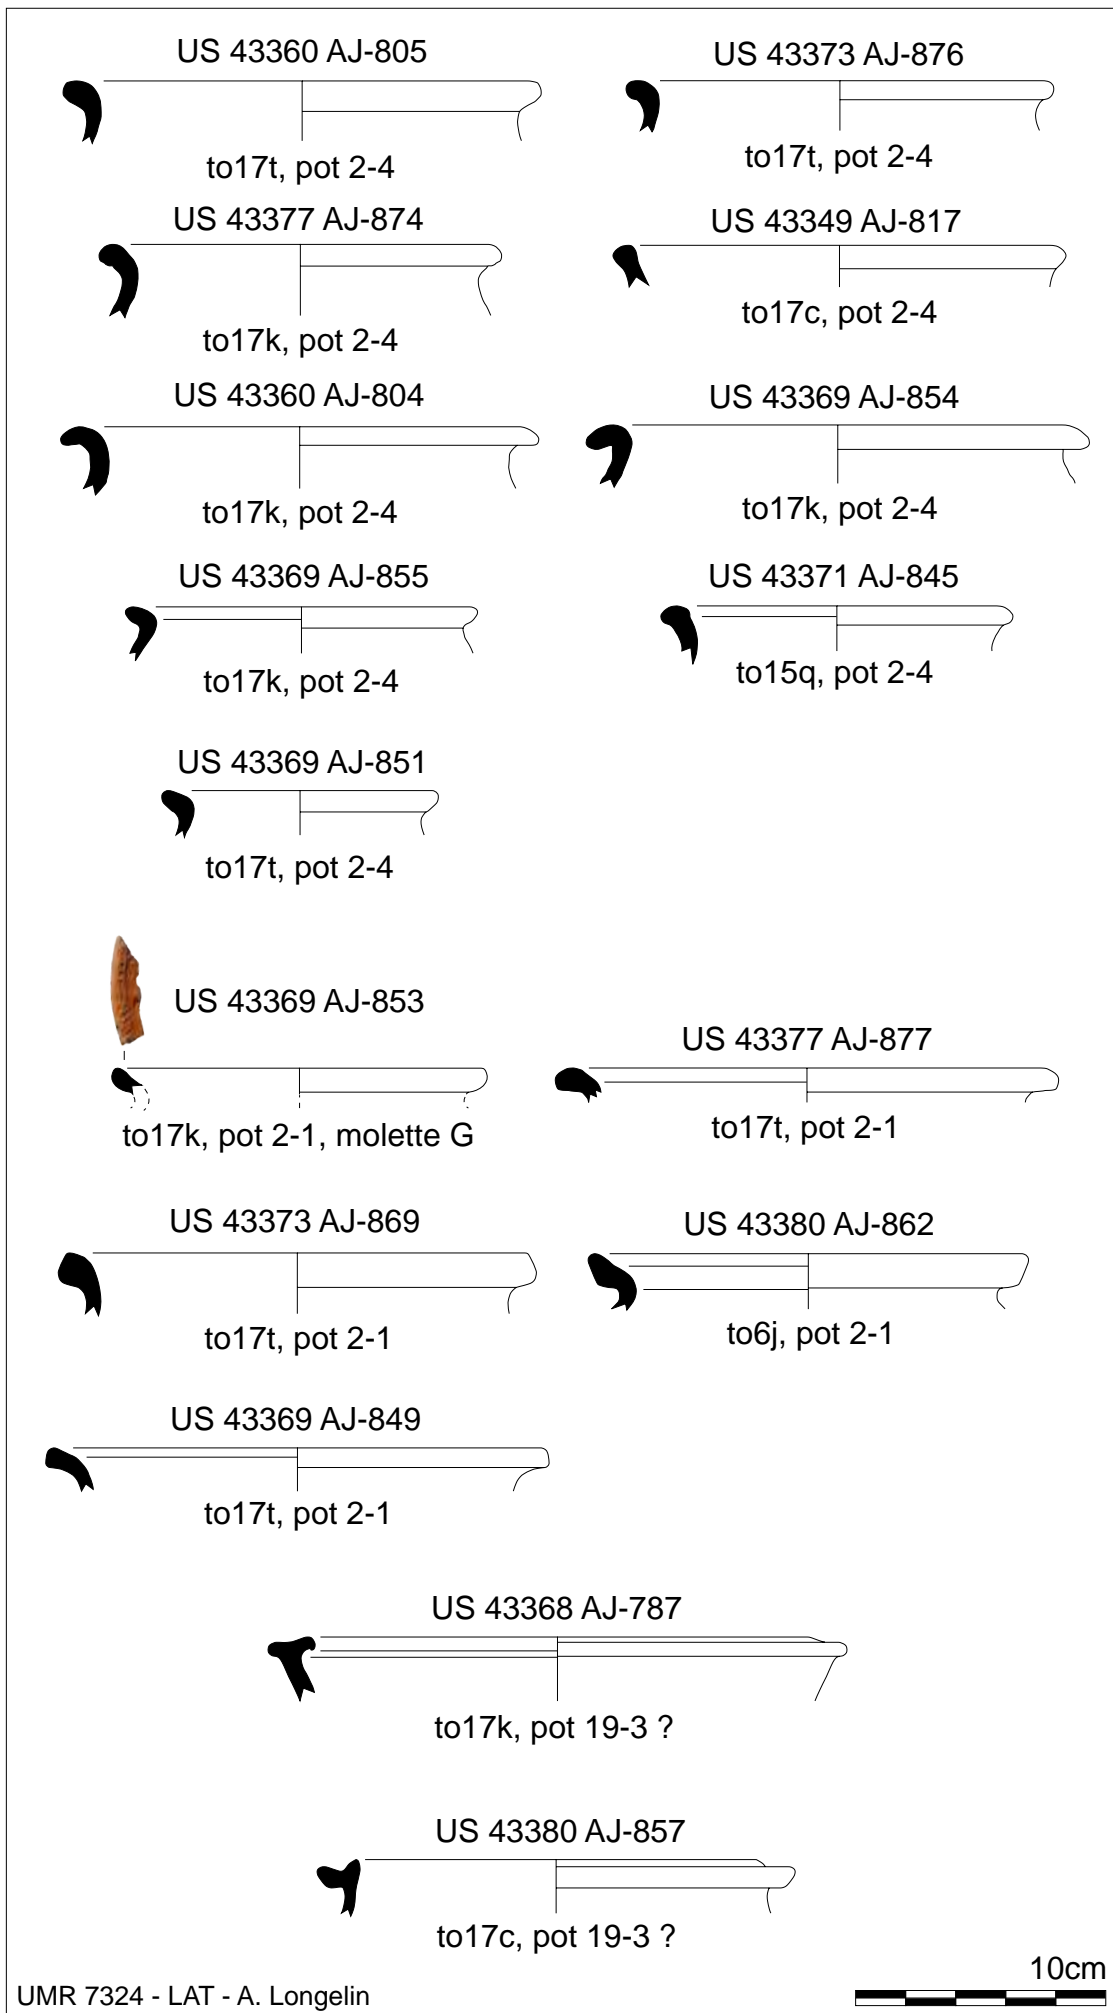 US 43360 AJ-805
US 43373 AJ-876
to17t, pot 2-4
to17t, pot 2-4
US 43377 AJ-874
US 43349 AJ-817
to17k, pot 2-4
to17c, pot 2-4
US 43360 AJ-804
US 43369 AJ-854
to17k, pot 2-4
to17k, pot 2-4
US 43369 AJ-855
US 43371 AJ-845
to17k, pot 2-4
to15q, pot 2-4
US 43369 AJ-851
to17t, pot 2-4
US 43369 AJ-853
US 43377 AJ-877
to17k, pot 2-1, molette G
to17t, pot 2-1
US 43373 AJ-869
US 43380 AJ-862
to17t, pot 2-1
to6j, pot 2-1
US 43369 AJ-849
to17t, pot 2-1
US 43368 AJ-787
to17k, pot 19-3 ?
US 43380 AJ-857
to17c, pot 19-3 ?
10cm
UMR 7324 - LAT - A. Longelin